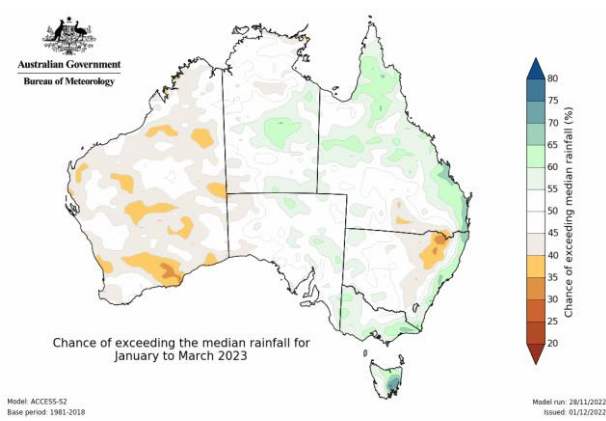 Australian Government
Bureau of Meteorology
80
75
70
65
60
55
50
45
40
35
30
25
20
Chance of exceeding median rainfall (%)
Chance of exceeding the median rainfall for
January to March 2023
Model: ACCESS-S2
Base period: 1981-2018
Model run: 28/11/2022
Issued: 01/12/2022